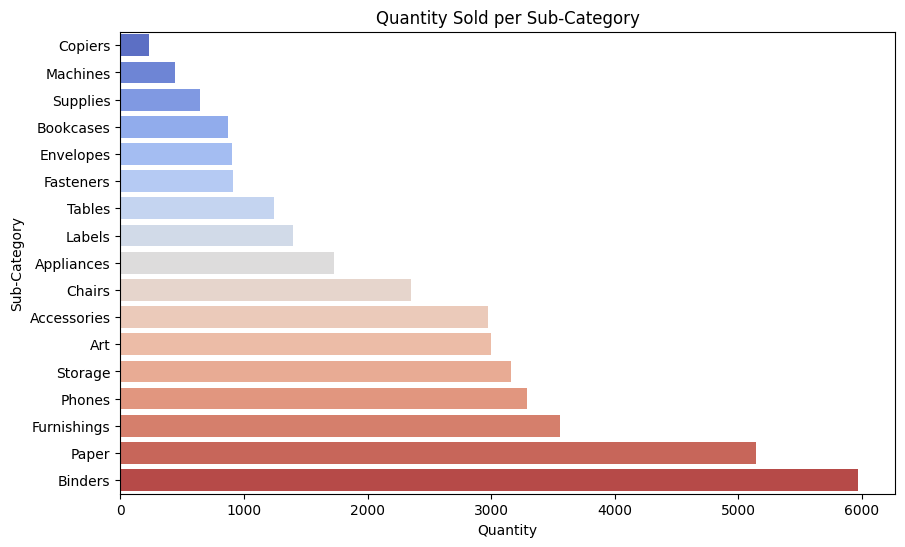 Quantity Sold per Sub-Category
Sub-Category
Copiers
Machines
Supplies
Bookcases
Envelopes
Fasteners
Tables
Labels
Appliances
Chairs
Accessories
Art
Storage
Phones
Furnishings
Paper
Binders
0 1000 2000 3000 4000 5000 6000
Quantity